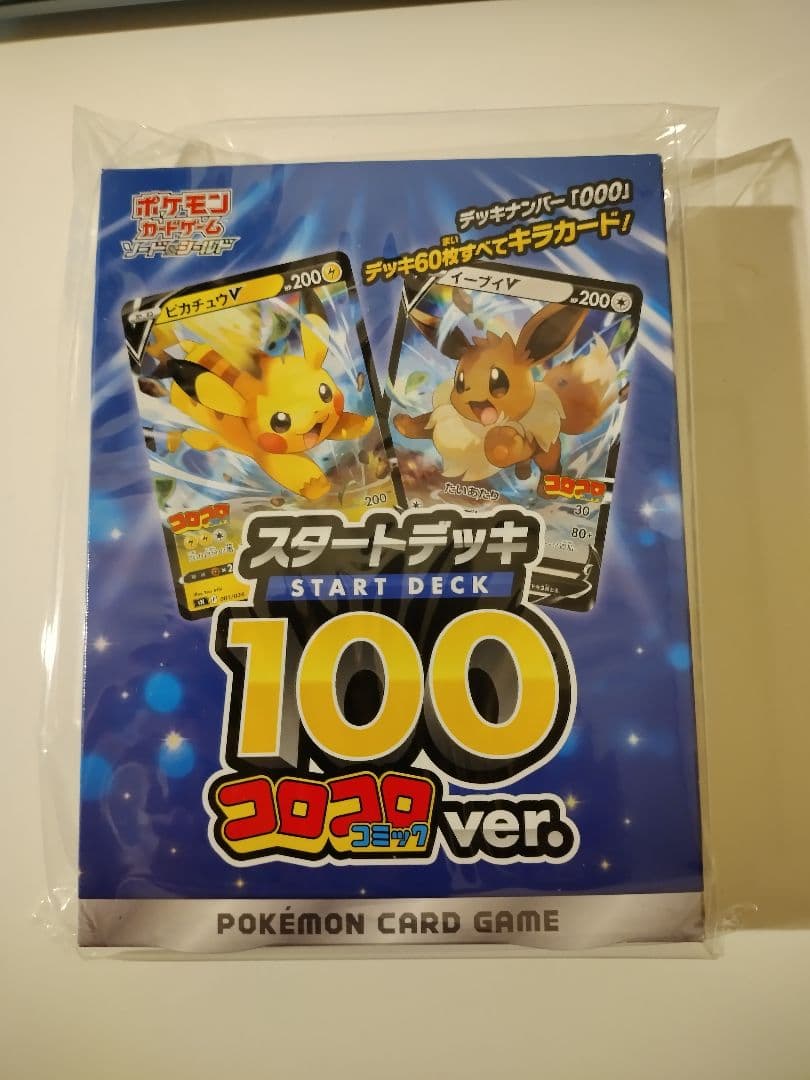 ポケモン
カードゲーム
ソード&シールド
デッキナンバー「000」
まい
デッキ60枚すべてキラカード!
ピカチュウV
HP200
イーブイV
HP200
200
コロコロ
たいあたり
コロコロ
30
80+
スタートデッキ
START DECK
100
コロコロ
コミック
ver.
POKÉMON CARD GAME